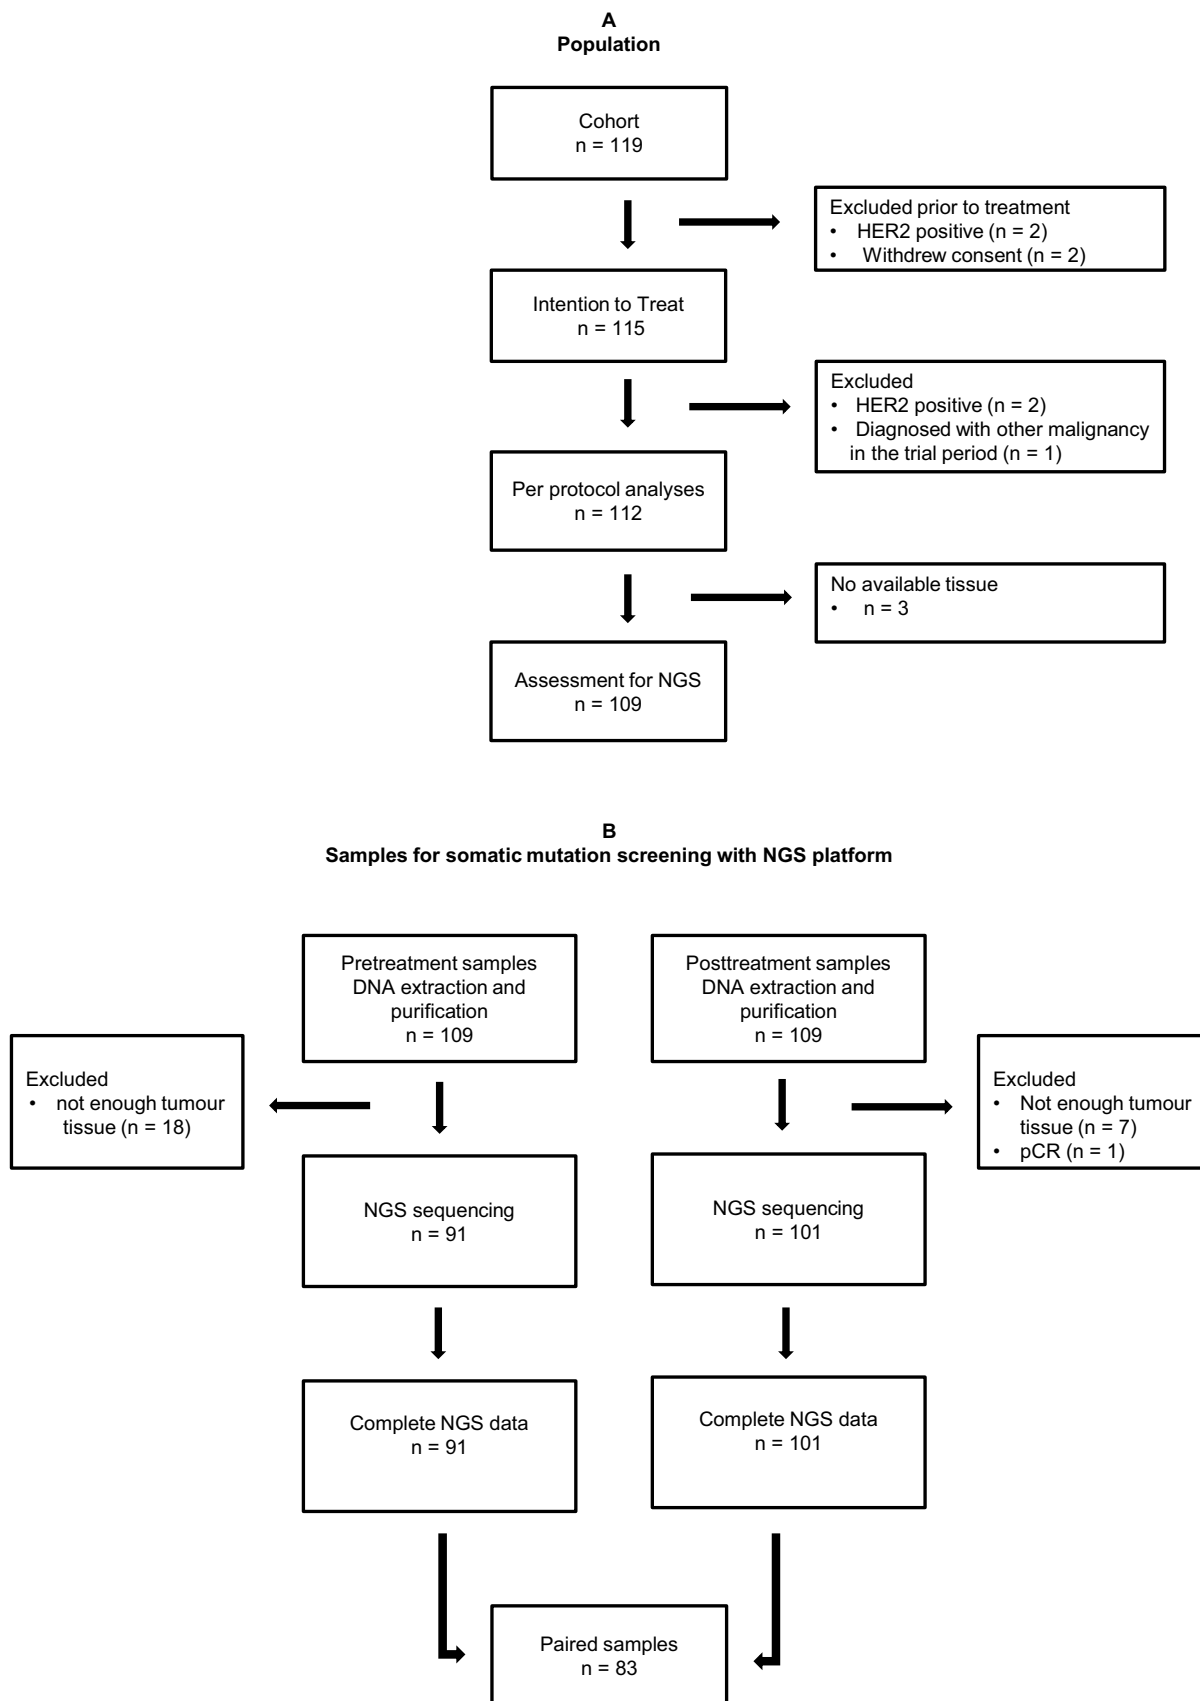 A
Population
Cohort
n = 119
Excluded prior to treatment
• HER2 positive (n = 2)
• Withdrew consent (n = 2)
Intention to Treat
n = 115
Excluded
• HER2 positive (n = 2)
• Diagnosed with other malignancy
in the trial period (n = 1)
Per protocol analyses
n = 112
No available tissue
• n = 3
Assessment for NGS
n = 109
B
Samples for somatic mutation screening with NGS platform
Pretreatment samples
DNA extraction and
purification
n = 109
Posttreatment samples
DNA extraction and
purification
n = 109
Excluded
• not enough tumour
tissue (n = 18)
Excluded
• Not enough tumour
tissue (n = 7)
• pCR (n = 1)
NGS sequencing
n = 91
NGS sequencing
n = 101
Complete NGS data
n = 91
Complete NGS data
n = 101
Paired samples
n = 83